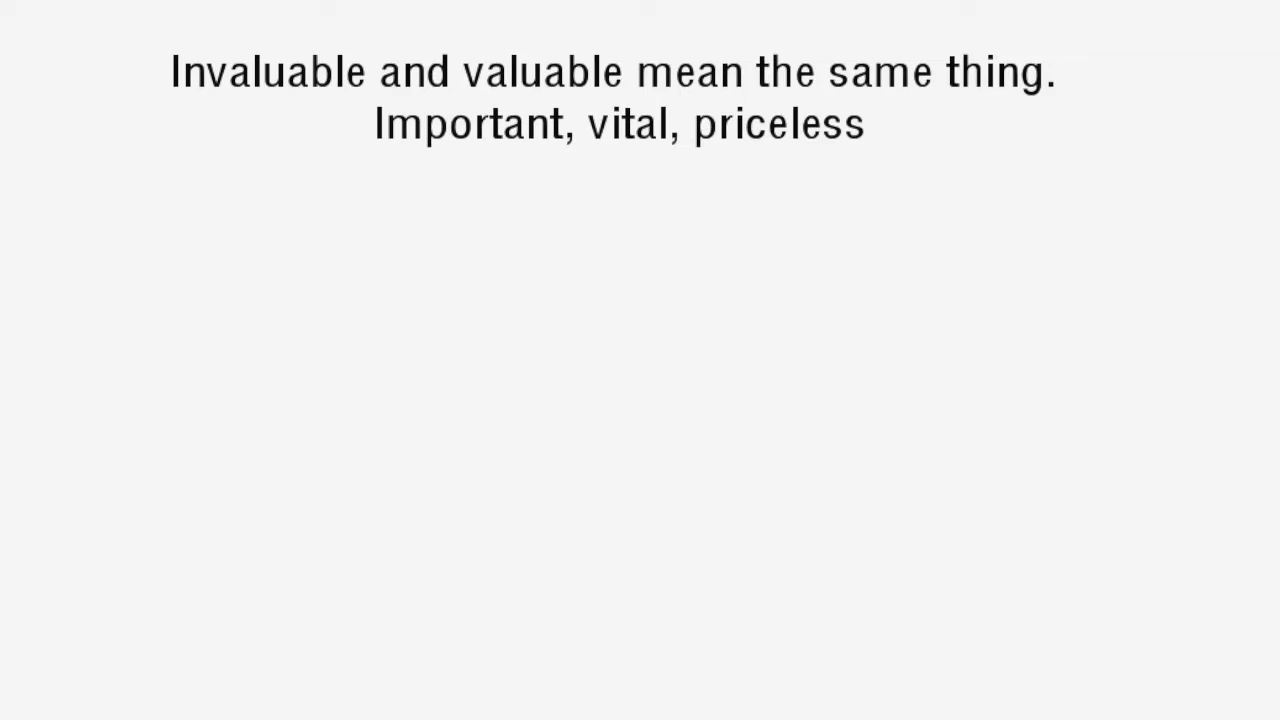 Invaluable and valuable mean the same thing.
Important, vital, priceless